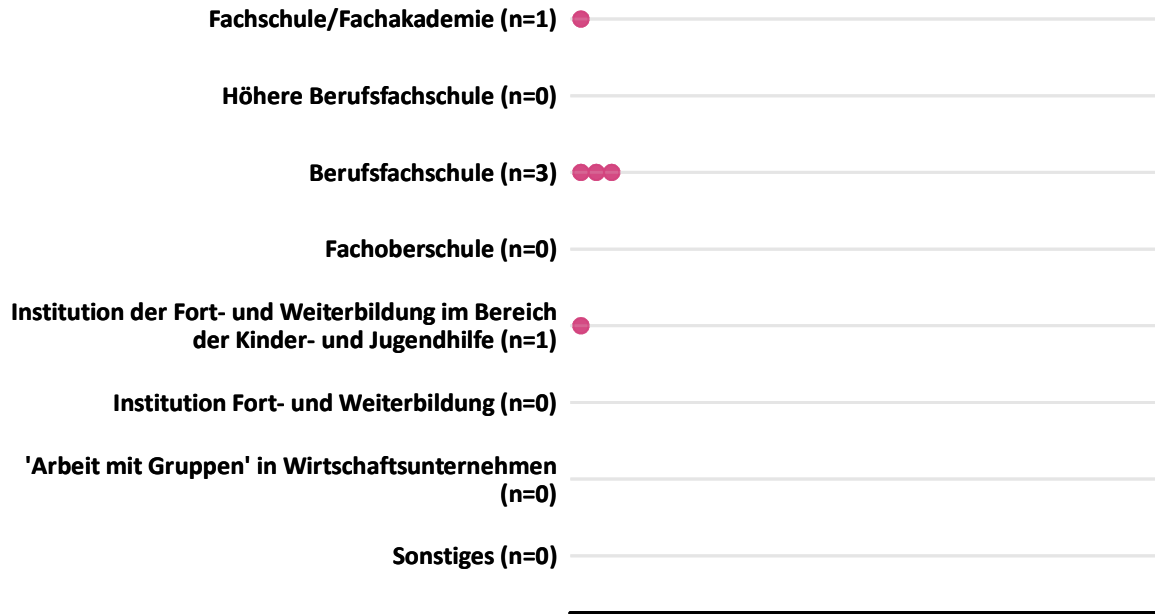 Fachschule/Fachakademie (n=1)
Höhere Berufsfachschule (n=0)
Berufsfachschule (n=3)
Fachoberschule (n=0)
Institution der Fort- und Weiterbildung im Bereich
der Kinder- und Jugendhilfe (n=1)
Institution Fort- und Weiterbildung (n=0)
'Arbeit mit Gruppen' in Wirtschaftsunternehmen
(n=0)
Sonstiges (n=0)